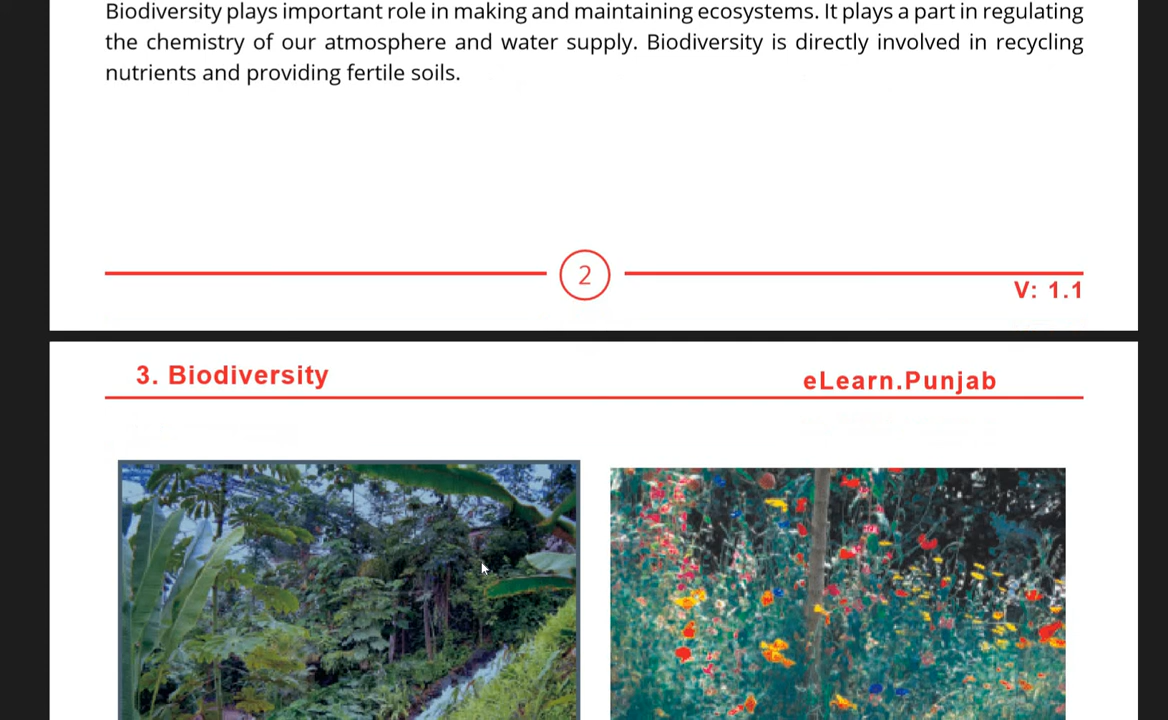 Biodiversity plays important role in making and maintaining ecosystems. It plays a part in regulating
the chemistry of our atmosphere and water supply. Biodiversity is directly involved in recycling
nutrients and providing fertile soils.
2
V: 1.1
3. Biodiversity
eLearn.Punjab